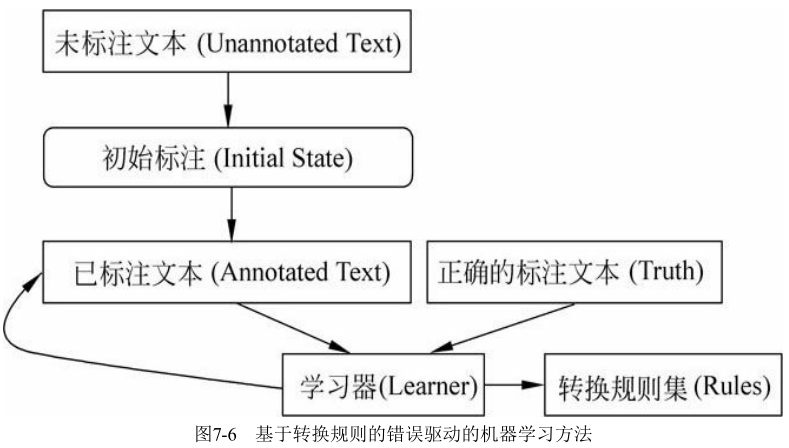 未标注文本 (Unannotated Text)
初始标注 (Initial State)
已标注文本 (Annotated Text)
正确的标注文本 (Truth)
学习器(Learner)
转换规则集 (Rules)
图7-6 基于转换规则的错误驱动的机器学习方法